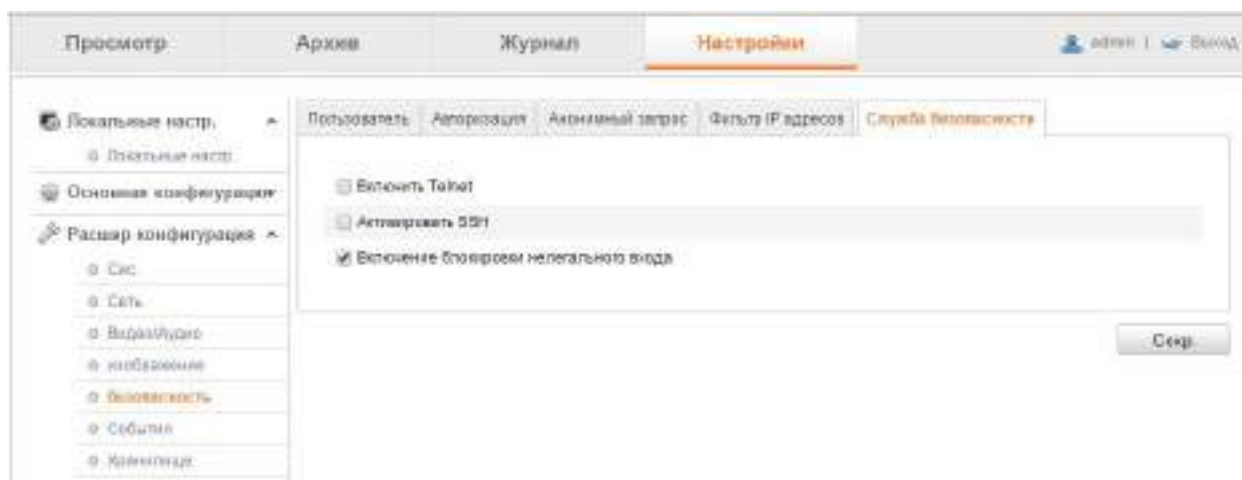 Просмотр
Архив
Журнал
Настройки
admin | Выход
Локальные настр.
Локальные настр.
Основная конфигурация
Расшир конфигурация
Сис.
Сеть
Видео/Аудио
изображение
безопасность
События
Хранилище
Пользователь
Авторизация
Анонимный запрос
Фильтр IP адресов
Служба безопасности
Включить Telnet
Активировать SSH
Включение блокировки нелегального входа
Сохр.